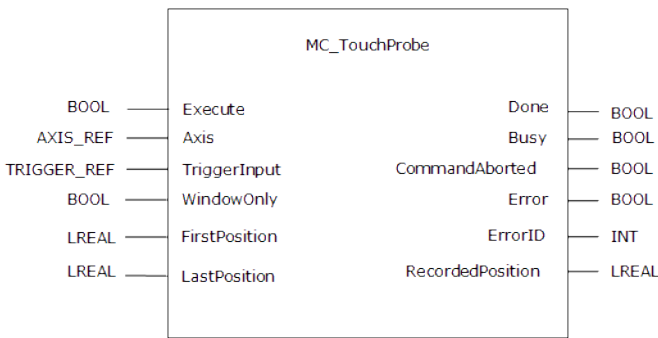 MC_TouchProbe
BOOL Execute Done BOOL
AXIS_REF Axis Busy BOOL
TRIGGER_REF TriggerInput CommandAborted BOOL
BOOL WindowOnly Error BOOL
LREAL FirstPosition ErrorID INT
LREAL LastPosition RecordedPosition LREAL